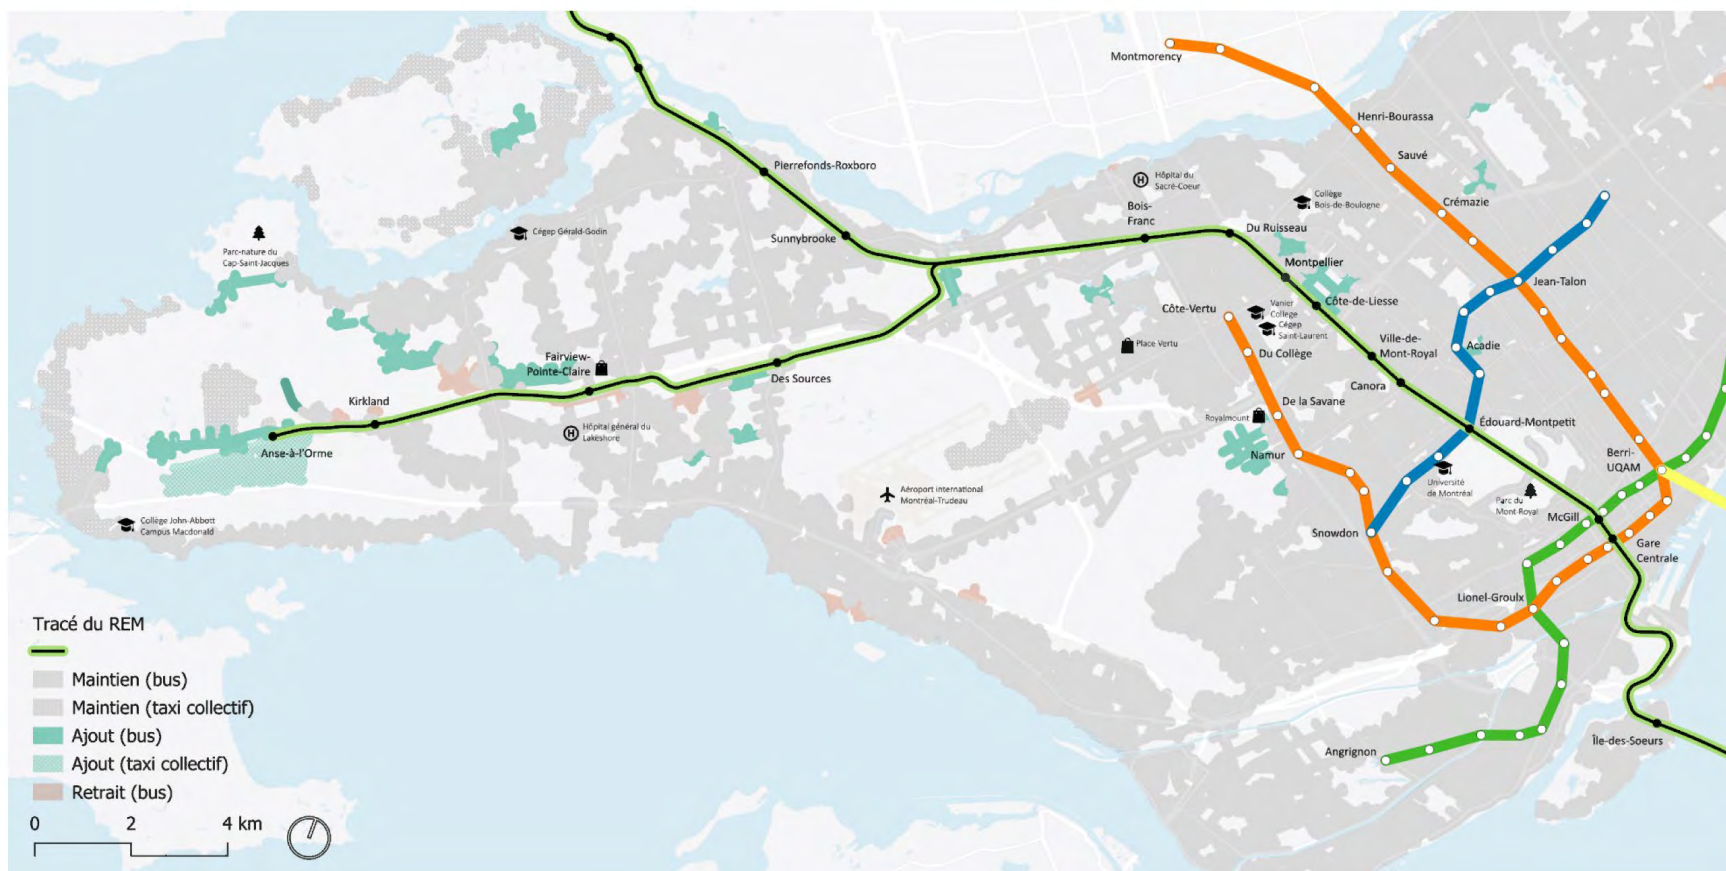 Montmorency
Henri-Bourassa
Sauvé
Pierrefonds-Roxboro
Hôpital du
Sacré-Coeur
Collège
Bois-de-Boulogne
Crémazie
Bois-
Franc
Parc-nature du
Cap-Saint-Jacques
Cégep Gérald-Godin
Sunnybrooke
Du Ruisseau
Montpellier
Jean-Talon
Côte-Vertu
Vanier
College
Cégep
Saint-Laurent
Côte-de-Liesse
Place Vertu
Du Collège
Ville-de-
Mont-Royal
Acadie
Fairview-
Pointe-Claire
Des Sources
Canora
Kirkland
De la Savane
Royalmount
Édouard-Montpetit
Hôpital général du
Lakeshore
Anse-à-l'Orme
Namur
Berri-
UQAM
Université
de Montréal
Aéroport international
Montréal-Trudeau
Parc du
Mont-Royal
McGill
Collège John-Abbott
Campus Macdonald
Snowdon
Gare
Centrale
Lionel-Groulx
Angrignon
Île-des-Soeurs
Tracé du REM
Maintien (bus)
Maintien (taxi collectif)
Ajout (bus)
Ajout (taxi collectif)
Retrait (bus)
0 2 4 km